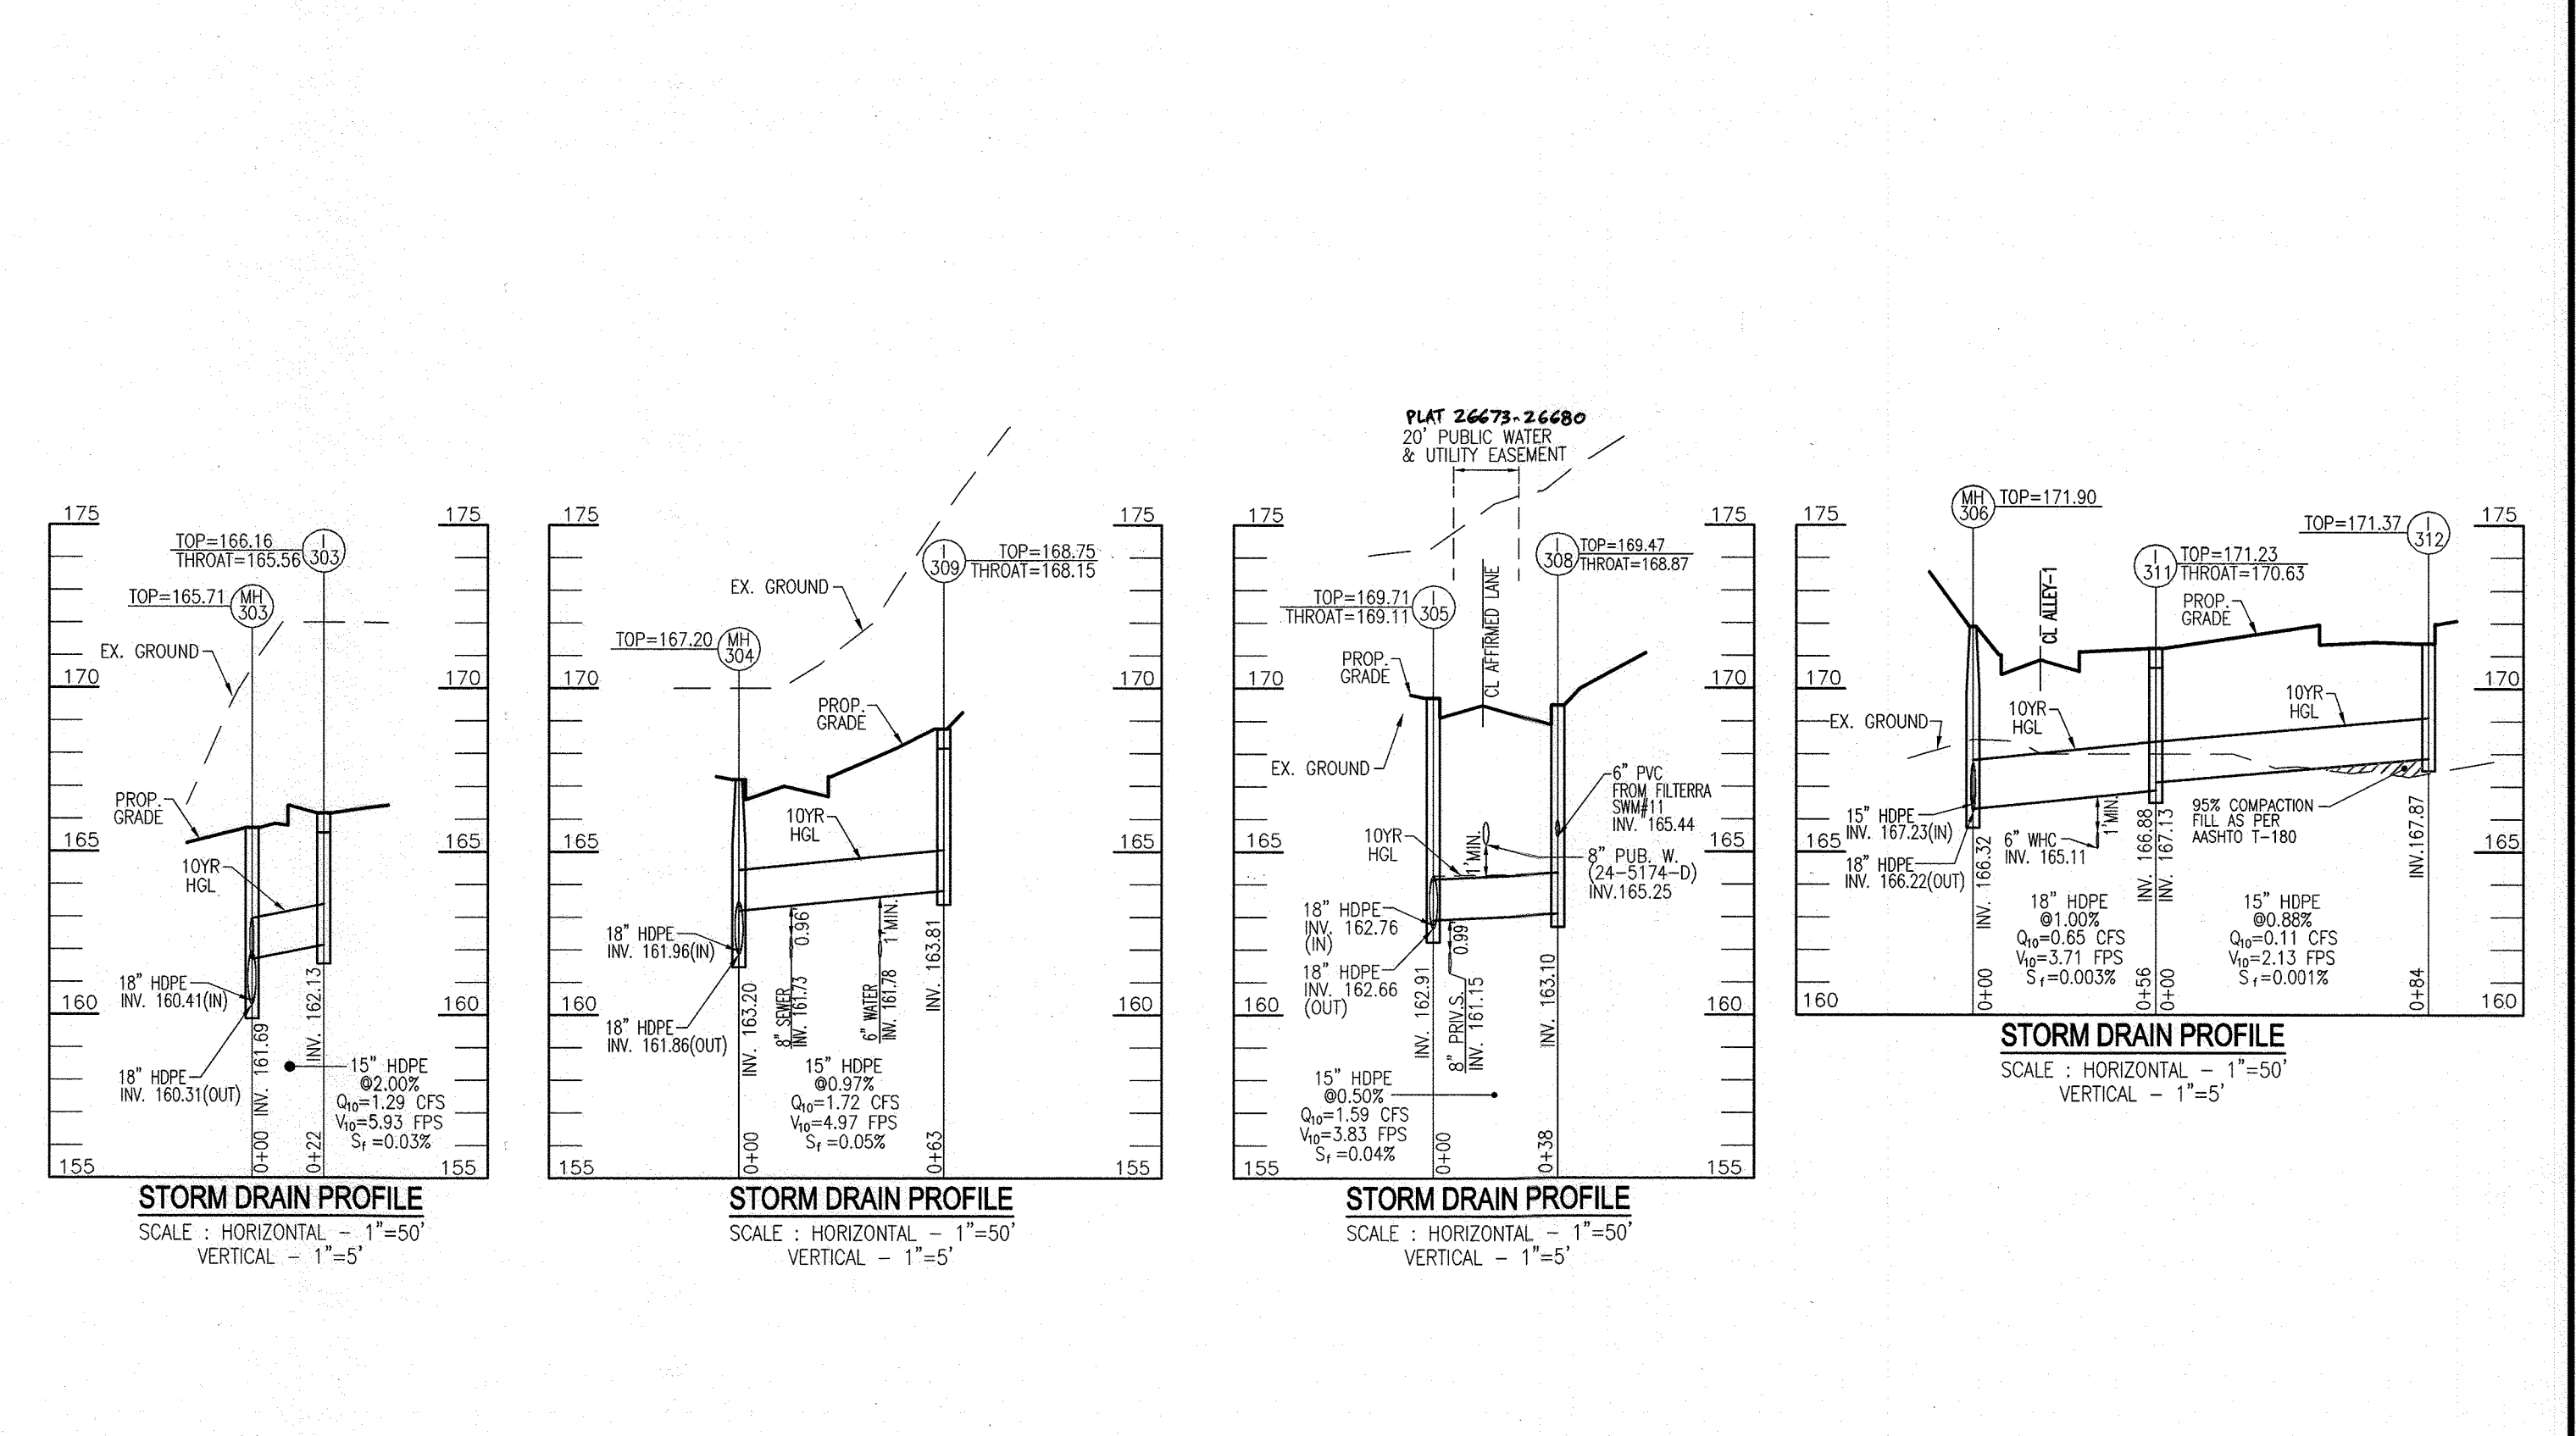 175
175
170
170
165
165
160
160
155
155
TOP=166.16
THROAT=165.56
I
303
TOP=165.71
MH
303
EX. GROUND
PROP.
GRADE
10YR
HGL
18" HDPE
INV. 160.41(IN)
18" HDPE
INV. 160.31(OUT)
INV. 161.69
INV. 162.13
0+00
0+22
15" HDPE
@2.00%
Q10=1.29 CFS
V10=5.93 FPS
Sf =0.03%
STORM DRAIN PROFILE
SCALE : HORIZONTAL – 1"=50'
VERTICAL – 1"=5'
175
175
170
170
165
165
160
160
155
155
I
309
TOP=168.75
THROAT=168.15
EX. GROUND
TOP=167.20
MH
304
PROP.
GRADE
10YR
HGL
18" HDPE
INV. 161.96(IN)
18" HDPE
INV. 161.86(OUT)
INV. 163.20
0.96
8" SEWER
INV. 161.73
1'MIN.
6" WATER
INV. 161.78
INV. 163.81
0+00
0+63
15" HDPE
@0.97%
Q10=1.72 CFS
V10=4.97 FPS
Sf =0.05%
STORM DRAIN PROFILE
SCALE : HORIZONTAL – 1"=50'
VERTICAL – 1"=5'
PLAT 26673-26680
20' PUBLIC WATER
& UTILITY EASEMENT
175
175
170
170
165
165
160
160
155
155
I
308
TOP=169.47
THROAT=168.87
TOP=169.71
THROAT=169.11
I
305
CL AFFIRMED LANE
PROP.
GRADE
EX. GROUND
6" PVC
FROM FILTERRA
SWM#11
INV. 165.44
10YR
HGL
1'MIN.
8" PUB. W.
(24-5174-D)
INV.165.25
18" HDPE
INV. 162.76
(IN)
18" HDPE
INV. 162.66
(OUT)
0.99
INV. 162.91
8" PRIV.S.
INV. 161.15
INV. 163.10
0+00
0+38
15" HDPE
@0.50%
Q10=1.59 CFS
V10=3.83 FPS
Sf =0.04%
STORM DRAIN PROFILE
SCALE : HORIZONTAL – 1"=50'
VERTICAL – 1"=5'
175
175
170
170
165
165
160
160
MH
306
TOP=171.90
TOP=171.37
I
312
I
311
TOP=171.23
THROAT=170.63
CL ALLEY-1
PROP.
GRADE
EX. GROUND
10YR
HGL
10YR
HGL
15" HDPE
INV. 167.23(IN)
18" HDPE
INV. 166.22(OUT)
6" WHC
INV. 165.11
1'MIN.
95% COMPACTION
FILL AS PER
AASHTO T-180
INV. 166.32
INV. 166.88
INV. 167.13
INV.167.87
0+00
0+56
0+00
0+84
18" HDPE
@1.00%
Q10=0.65 CFS
V10=3.71 FPS
Sf=0.003%
15" HDPE
@0.88%
Q10=0.11 CFS
V10=2.13 FPS
Sf=0.001%
STORM DRAIN PROFILE
SCALE : HORIZONTAL – 1"=50'
VERTICAL – 1"=5'